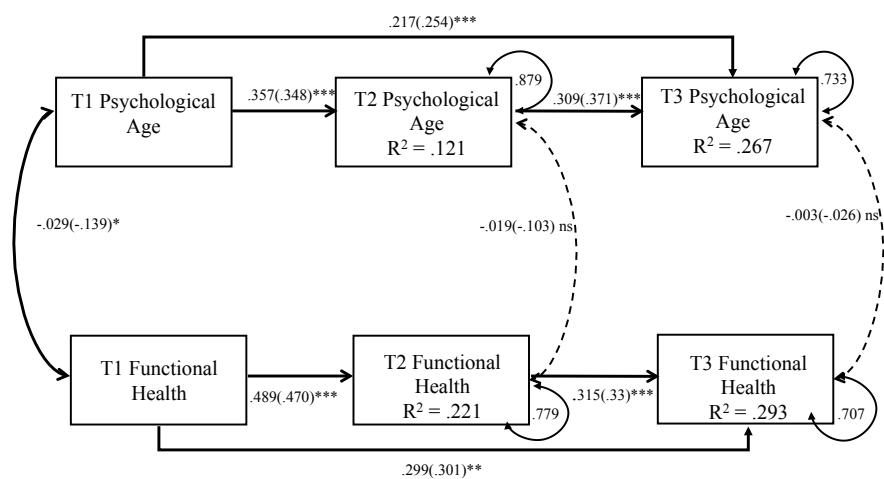 .217(.254)***
T1 Psychological
Age
.357(.348)***
T2 Psychological
Age
R² = .121
.879
.309(.371)***
T3 Psychological
Age
R² = .267
.733
-.029(-.139)*
-.019(-.103) ns
-.003(-.026) ns
T1 Functional
Health
.489(.470)***
T2 Functional
Health
R² = .221
.779
.315(.33)***
T3 Functional
Health
R² = .293
.707
.299(.301)**